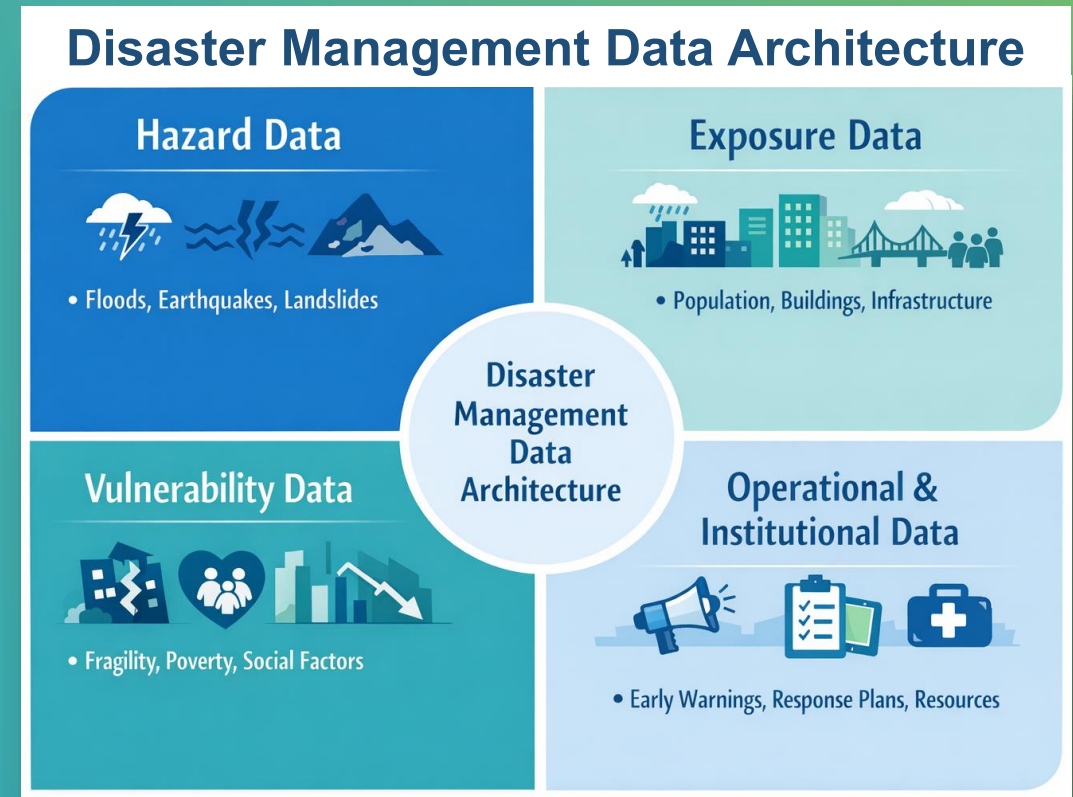 Disaster Management Data Architecture
Hazard Data
• Floods, Earthquakes, Landslides
Exposure Data
• Population, Buildings, Infrastructure
Disaster
Management
Data
Architecture
Vulnerability Data
• Fragility, Poverty, Social Factors
Operational &
Institutional Data
• Early Warnings, Response Plans, Resources